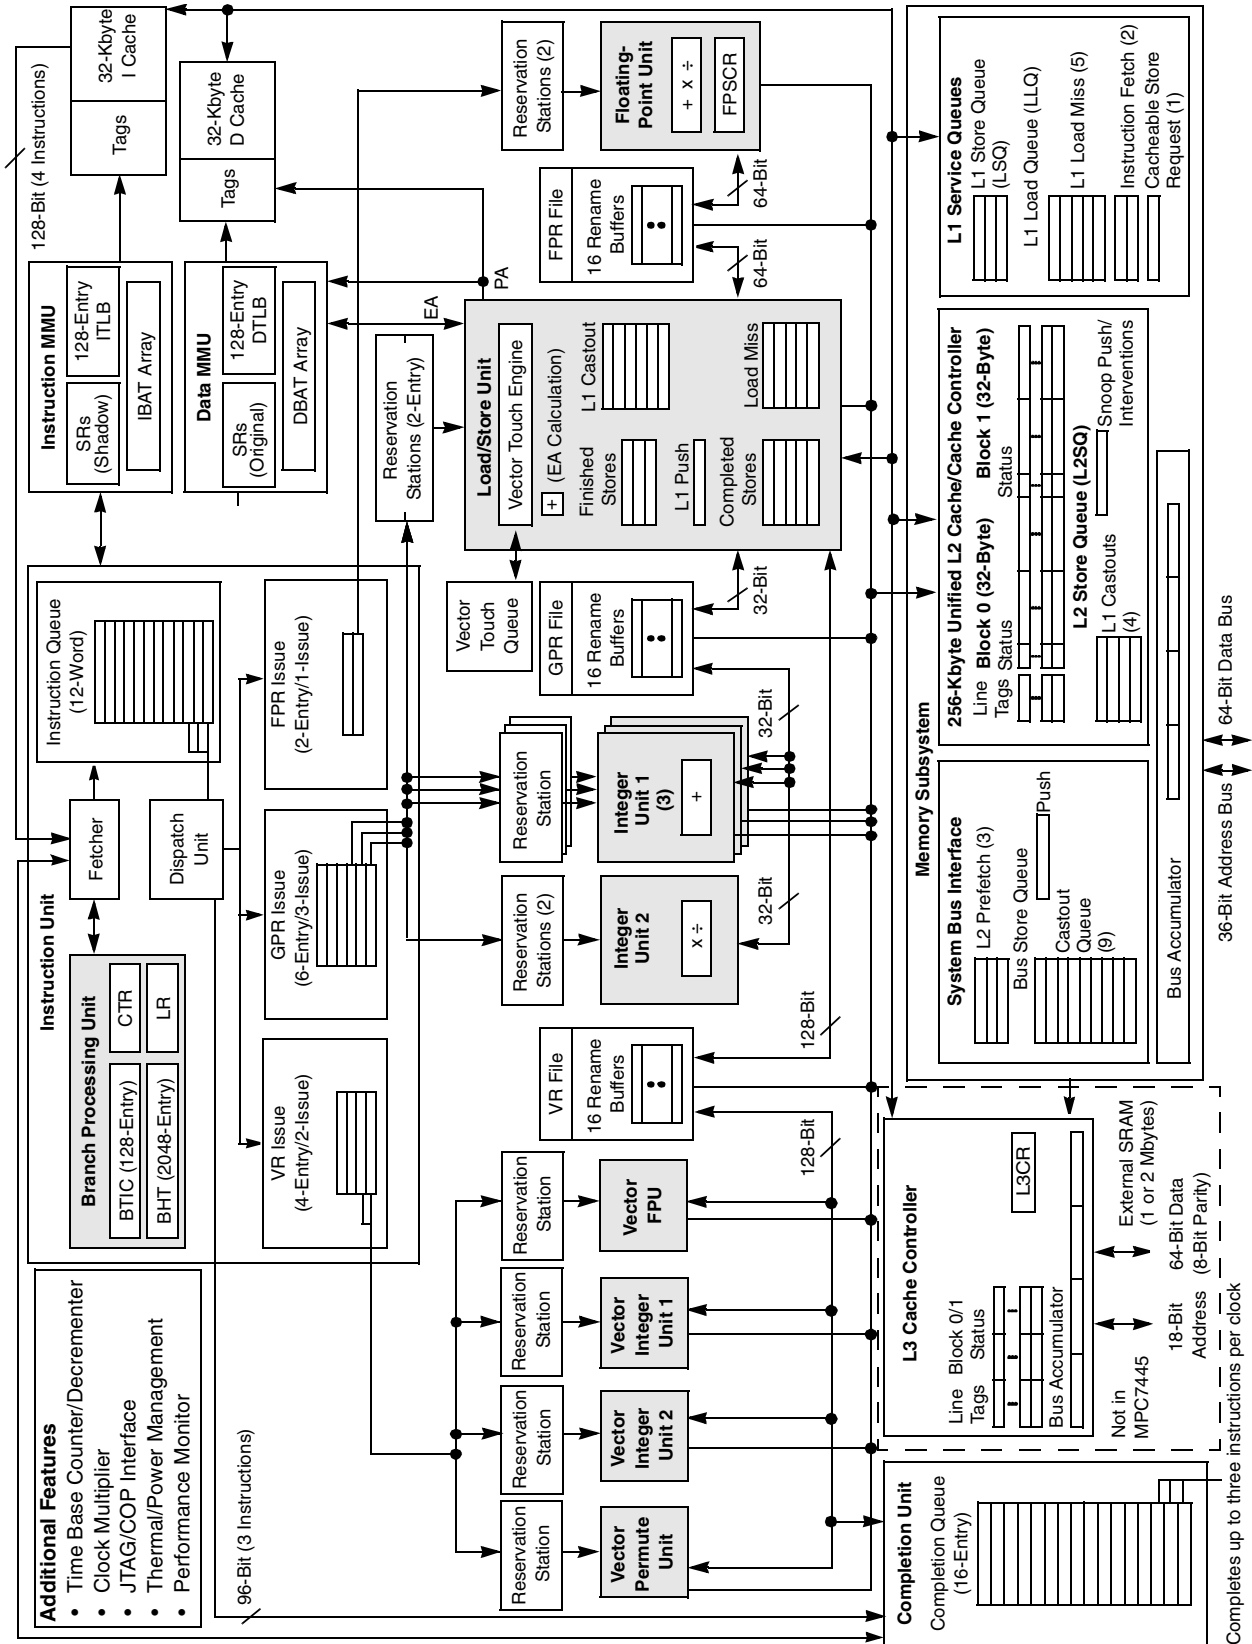 Additional Features
• Time Base Counter/Decrementer
• Clock Multiplier
• JTAG/COP Interface
• Thermal/Power Management
• Performance Monitor
96-Bit (3 Instructions)
Instruction Unit
Branch Processing Unit
BTIC (128-Entry)
CTR
BHT (2048-Entry)
LR
Fetcher
Instruction Queue
(12-Word)
Dispatch
Unit
VR Issue
(4-Entry/2-Issue)
GPR Issue
(6-Entry/3-Issue)
FPR Issue
(2-Entry/1-Issue)
128-Bit (4 Instructions)
Instruction MMU
SRs
(Shadow)
128-Entry
ITLB
IBAT Array
Tags
32-Kbyte
I Cache
Data MMU
SRs
(Original)
128-Entry
DTLB
DBAT Array
Tags
32-Kbyte
D Cache
EA
PA
Reservation
Stations (2-Entry)
Vector
Touch
Queue
Load/Store Unit
Vector Touch Engine
+
(EA Calculation)
Finished
Stores
L1 Castout
L1 Push
Completed
Stores
Load Miss
Reservation
Station
Reservation
Station
Reservation
Station
Reservation
Station
Reservation
Stations (2)
Reservation
Station
Reservation
Stations (2)
Vector
Permute
Unit
Vector
Integer
Unit 2
Vector
Integer
Unit 1
Vector
FPU
VR File
16 Rename
Buffers
Integer
Unit 2
x ÷
Integer
Unit 1
(3)
+
GPR File
16 Rename
Buffers
FPR File
16 Rename
Buffers
Floating-
Point Unit
+ x ÷
FPSCR
128-Bit
128-Bit
32-Bit
32-Bit
32-Bit
64-Bit
64-Bit
Completion Unit
Completion Queue
(16-Entry)
Completes up to three instructions per clock
L3 Cache Controller
Line
Tags
Block 0/1
Status
L3CR
Bus Accumulator
Not in
MPC7445
18-Bit
Address
64-Bit Data
(8-Bit Parity)
External SRAM
(1 or 2 Mbytes)
Memory Subsystem
System Bus Interface
L2 Prefetch (3)
Bus Store Queue
Castout
Queue
(9)
Push
Bus Accumulator
256-Kbyte Unified L2 Cache/Cache Controller
Line
Tags
Block 0 (32-Byte)
Status
Block 1 (32-Byte)
Status
L2 Store Queue (L2SQ)
L1 Castouts
(4)
Snoop Push/
Interventions
L1 Service Queues
L1 Store Queue
(LSQ)
L1 Load Queue (LLQ)
L1 Load Miss (5)
Instruction Fetch (2)
Cacheable Store
Request (1)
36-Bit Address Bus
64-Bit Data Bus